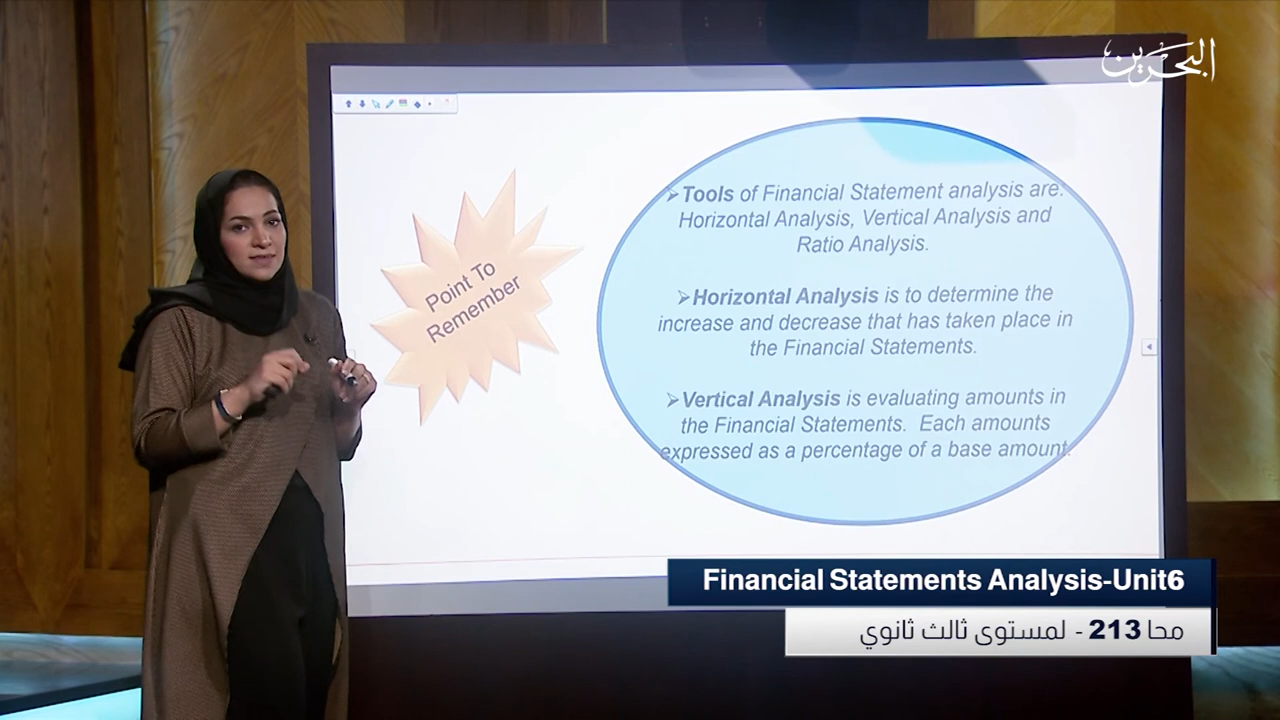 البحرين
Point To
Remember
➢Tools of Financial Statement analysis are:
Horizontal Analysis, Vertical Analysis and
Ratio Analysis.
➢Horizontal Analysis is to determine the
increase and decrease that has taken place in
the Financial Statements.
➢Vertical Analysis is evaluating amounts in
the Financial Statements. Each amounts
expressed as a percentage of a base amount.
Financial Statements Analysis-Unit6
محا 213 - لمستوى ثالث ثانوي